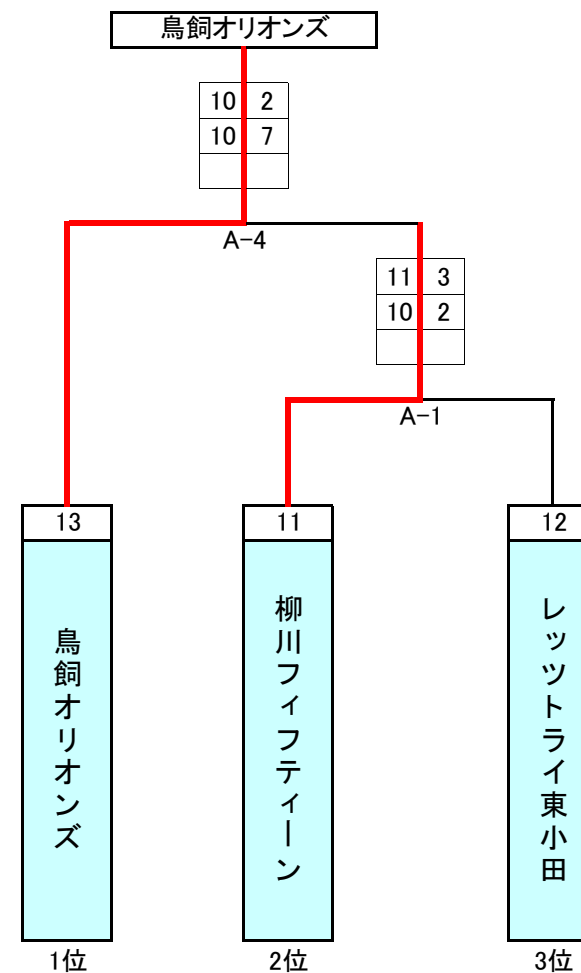 鳥飼オリオンズ
10 2
10 7
A-4
11 3
10 2
A-1
13
11
12
鳥飼オリオンズ
柳川フィフティーン
レッツトライ東小田
1位
2位
3位